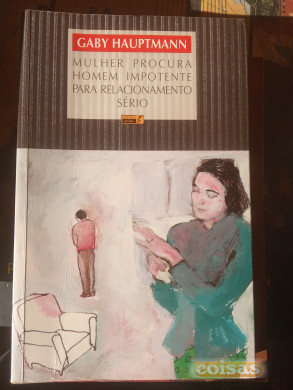 GABY HAUPTMANN
MULHER PROCURA
HOMEM IMPOTENTE
PARA RELACIONAMENTO
SÉRIO
coisas